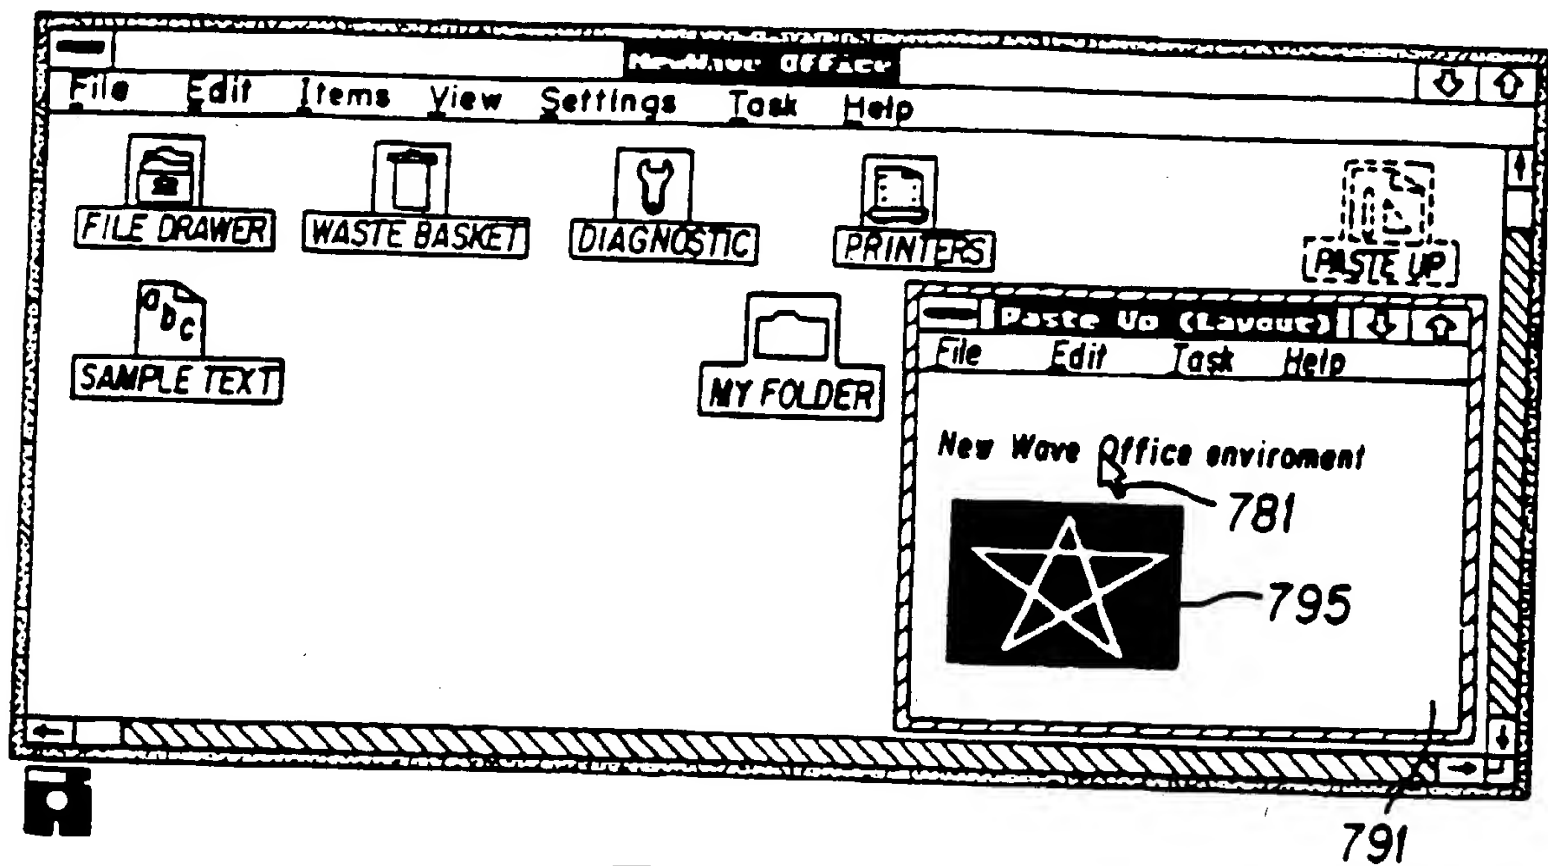 NewWave Office
File Edit Items View Settings Task Help
FILE DRAWER WASTE BASKET DIAGNOSTIC PRINTERS PASTE UP
abc
SAMPLE TEXT MY FOLDER
Paste Up (Layout)
File Edit Task Help
New Wave Office enviroment
781
795
791